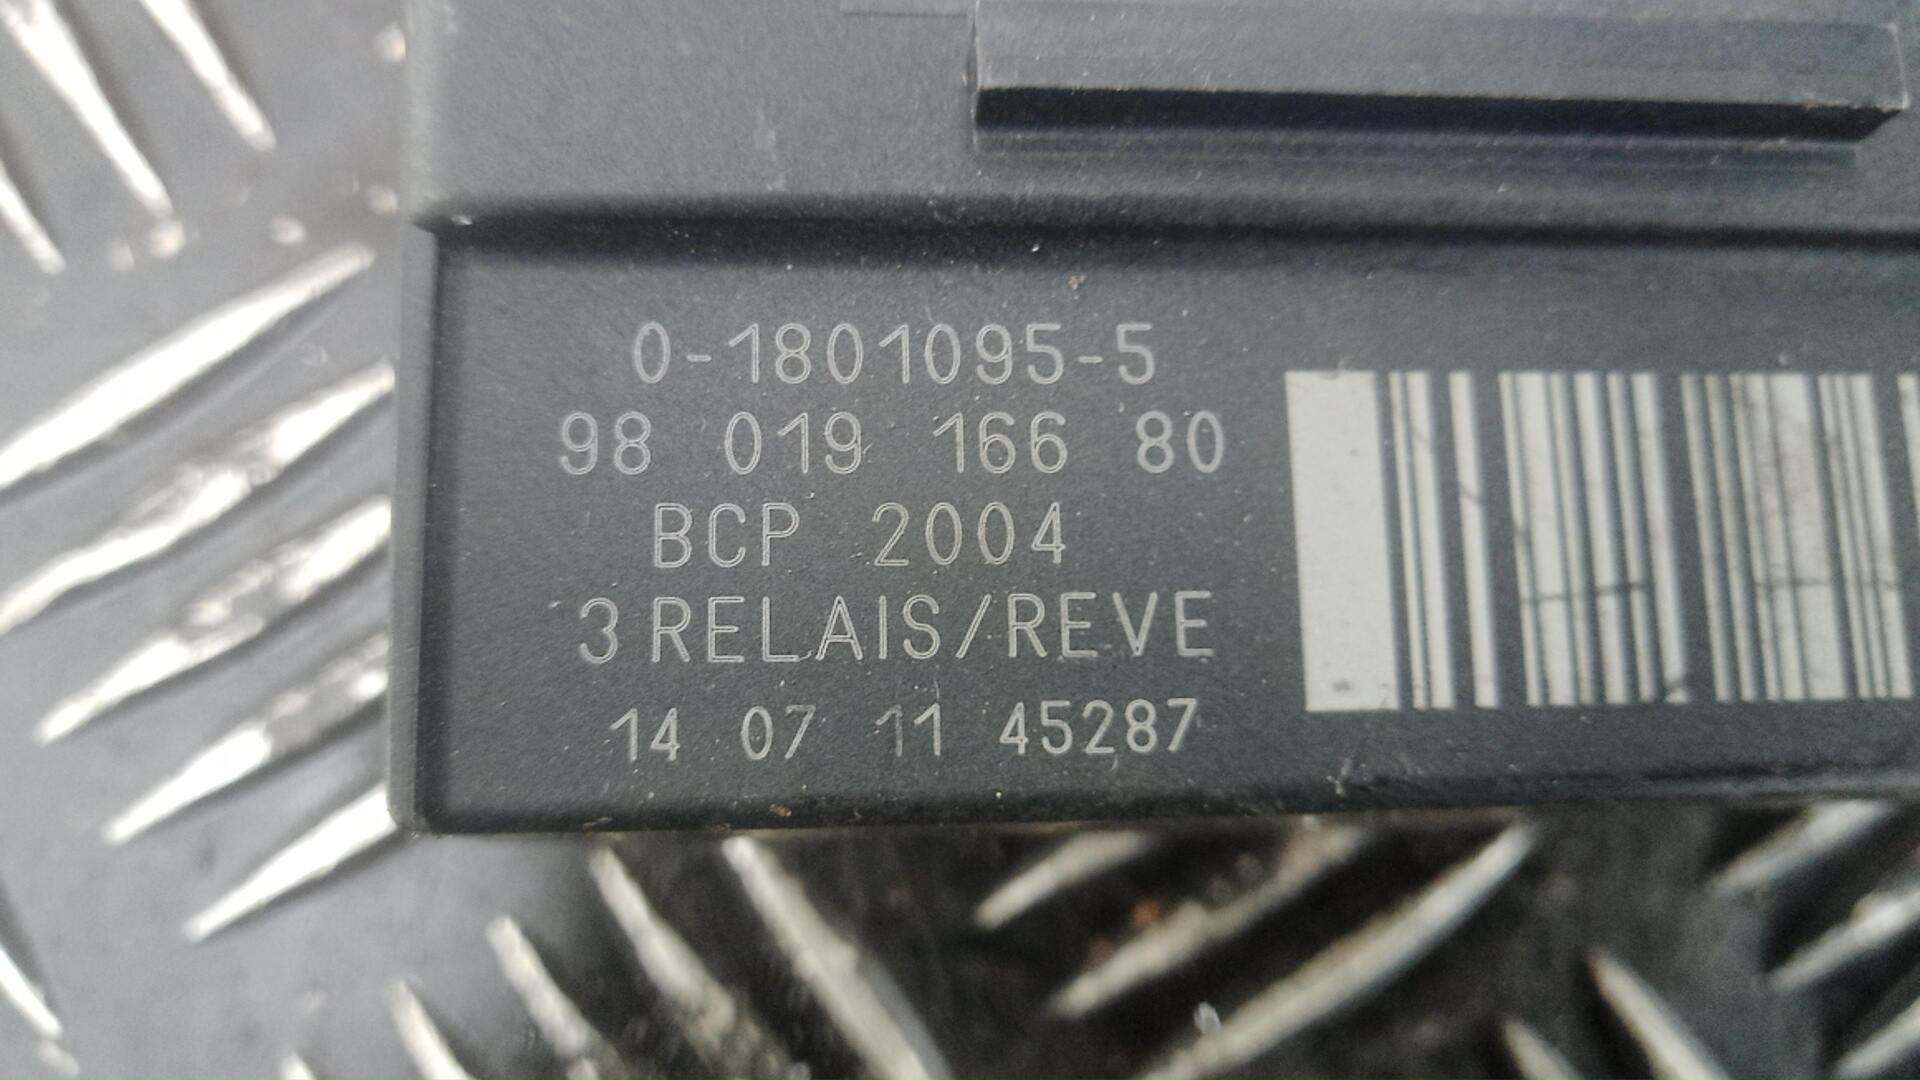 0-1801095-5
98 019 166 80
BCP 2004
3 RELAIS/REVE
14 07 11 45287